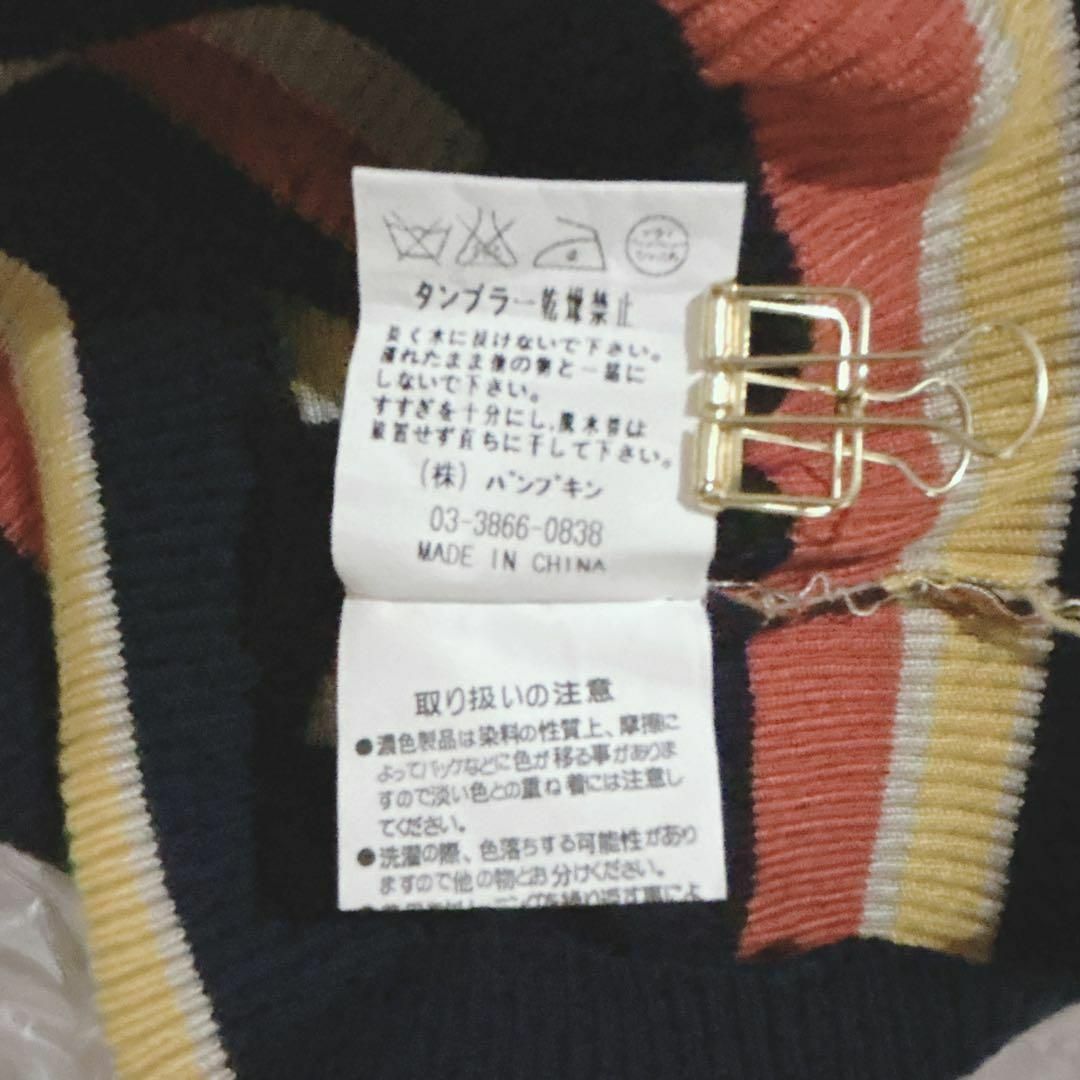 タンブラー乾燥禁止
長く水に浸けないで下さい。
濡れたまま他の物と一緒に
しないで下さい。
すすぎを十分にし、脱水後は
放置せず直ちに干して下さい。
(株) パンプキン
03-3866-0838
MADE IN CHINA
取り扱いの注意
●濃色製品は染料の性質上、摩擦に
よってバッグなどに色が移る事がありま
すので淡い色との重ね着には注意し
てください。
●洗濯の際、色落ちする可能性があり
ますので他の物とお分けください。